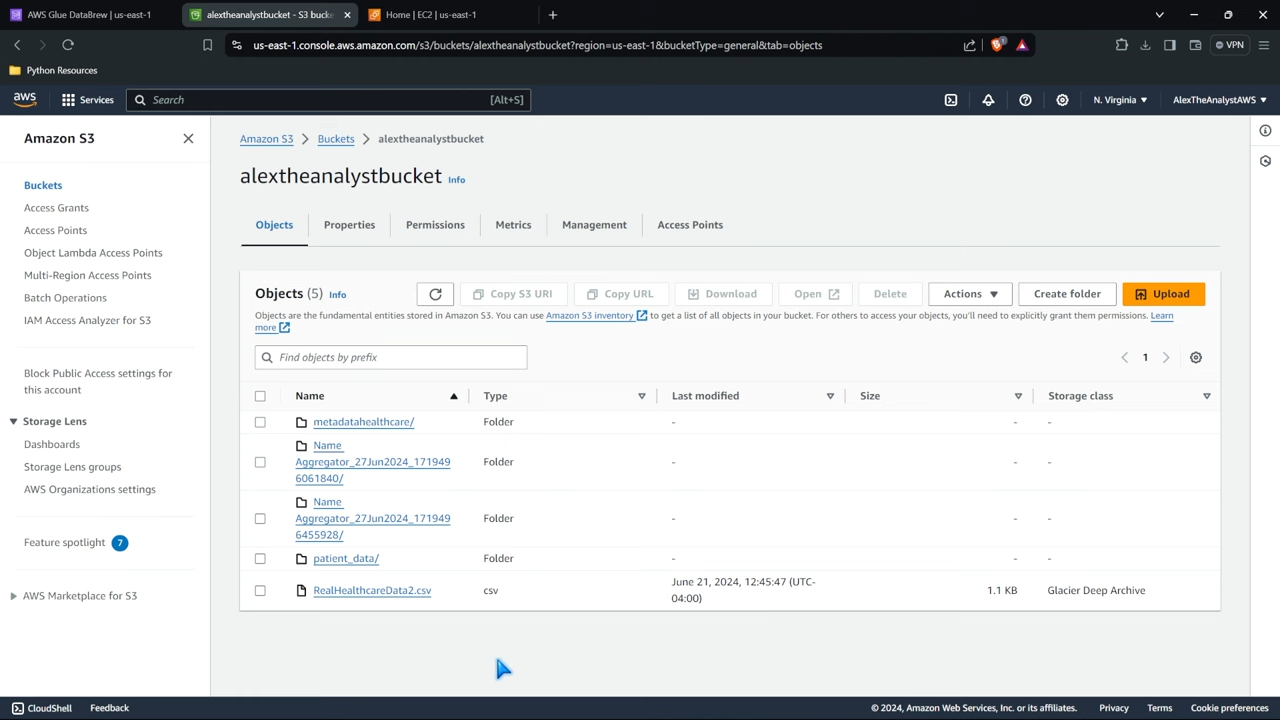 AWS Glue DataBrew | us-east-1
alextheanalystbucket - S3 bucke
Home | EC2 | us-east-1
us-east-1.console.aws.amazon.com/s3/buckets/alextheanalystbucket?region=us-east-1&bucketType=general&tab=objects
VPN
Python Resources
aws
Services
Search
[Alt+S]
N. Virginia
AlexTheAnalystAWS
Amazon S3
Buckets
Access Grants
Access Points
Object Lambda Access Points
Multi-Region Access Points
Batch Operations
IAM Access Analyzer for S3
Block Public Access settings for
this account
Storage Lens
Dashboards
Storage Lens groups
AWS Organizations settings
Feature spotlight 7
AWS Marketplace for S3
Amazon S3 > Buckets > alextheanalystbucket
alextheanalystbucket Info
Objects
Properties
Permissions
Metrics
Management
Access Points
Objects (5) Info
Copy S3 URI
Copy URL
Download
Open
Delete
Actions
Create folder
Upload
Objects are the fundamental entities stored in Amazon S3. You can use Amazon S3 inventory to get a list of all objects in your bucket. For others to access your objects, you'll need to explicitly grant them permissions. Learn
more
Find objects by prefix
1
Name
Type
Last modified
Size
Storage class
metadatahealthcare/
Folder
-
-
-
Name
Aggregator_27Jun2024_171949
6061840/
Folder
-
-
-
Name
Aggregator_27Jun2024_171949
6455928/
Folder
-
-
-
patient_data/
Folder
-
-
-
RealHealthcareData2.csv
csv
June 21, 2024, 12:45:47 (UTC-
04:00)
1.1 KB
Glacier Deep Archive
CloudShell
Feedback
© 2024, Amazon Web Services, Inc. or its affiliates.
Privacy
Terms
Cookie preferences